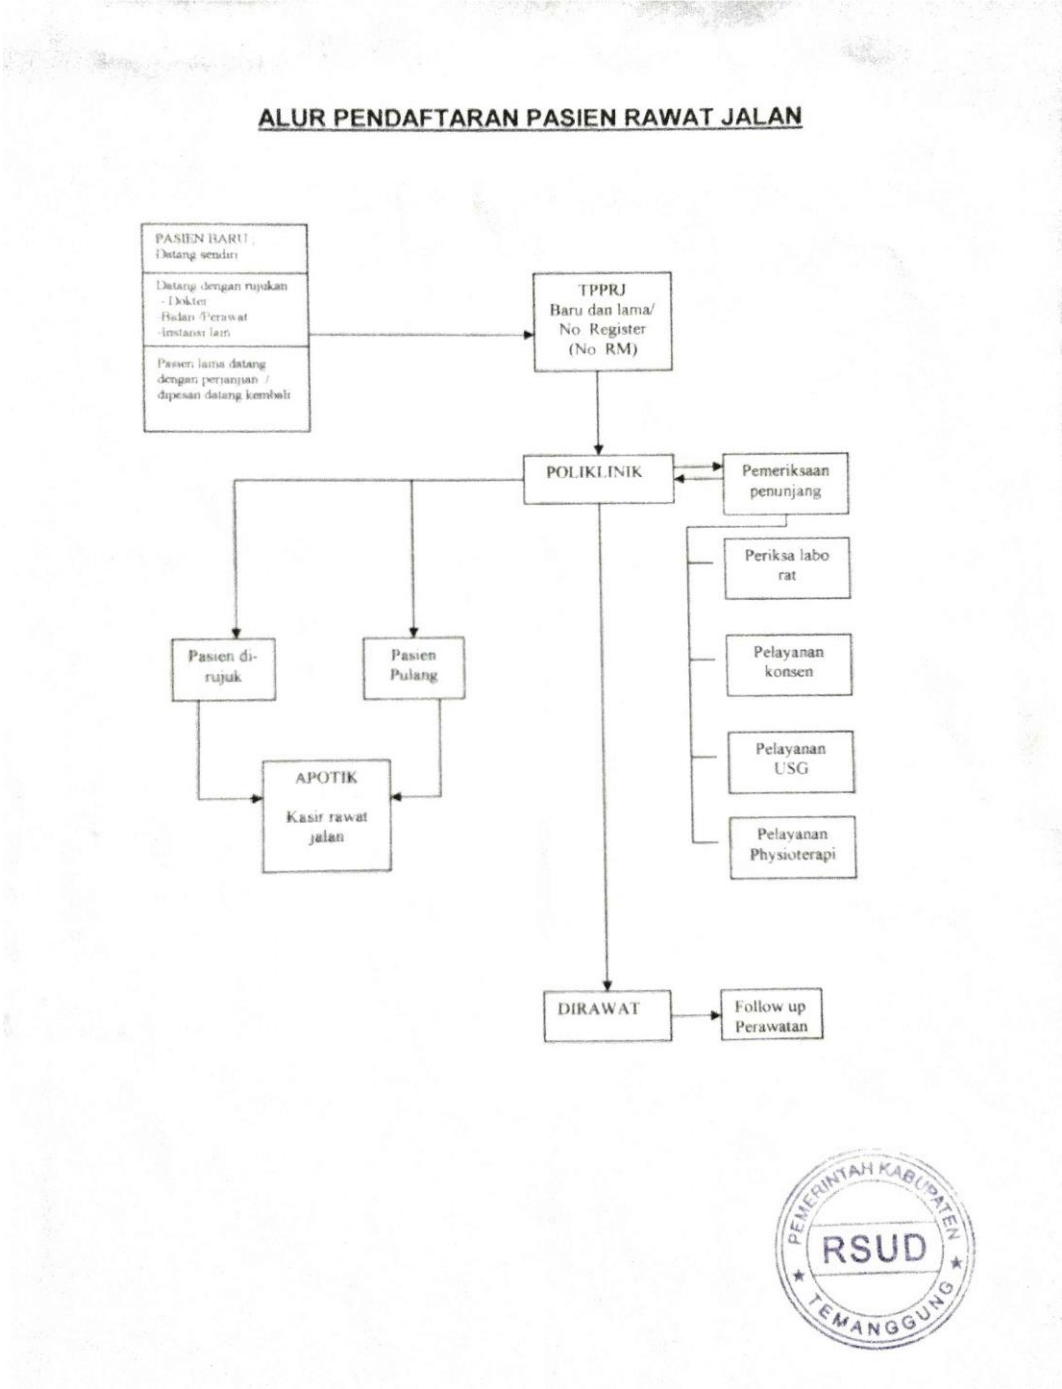 ALUR PENDAFTARAN PASIEN RAWAT JALAN
PASIEN BARU :
Datang sendiri
Datang dengan rujukan
- Dokter
-Bidan /Perawat
-Instansi lain
Pasien lama datang
dengan perjanjian /
dipesan datang kembali
TPPRJ
Baru dan lama/
No Register
(No RM)
POLIKLINIK
Pemeriksaan
penunjang
Periksa labo
rat
Pelayanan
konsen
Pelayanan
USG
Pelayanan
Physioterapi
Pasien di-
rujuk
Pasien
Pulang
APOTIK
Kasir rawat
jalan
DIRAWAT
Follow up
Perawatan
PEMERINTAH KABUPATEN
RSUD
★ TEMANGGUNG ★